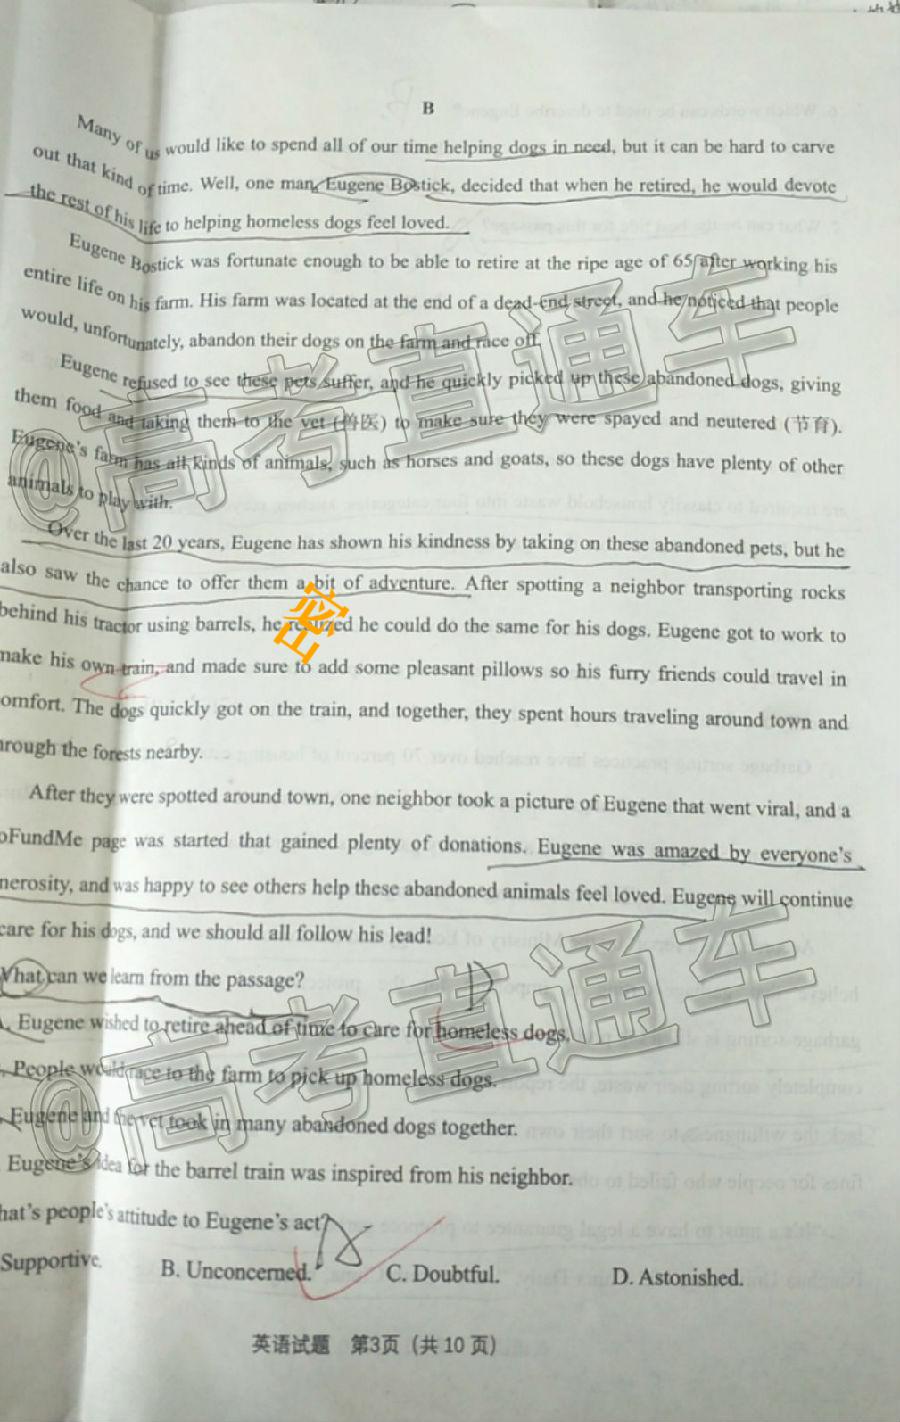 B
Many of us would like to spend all of our time helping dogs in need, but it can be hard to carve
out that kind of time. Well, one man, Eugene Bostick, decided that when he retired, he would devote
the rest of his life to helping homeless dogs feel loved.
Eugene Bostick was fortunate enough to be able to retire at the ripe age of 65 after working his
entire life on his farm. His farm was located at the end of a dead-end street, and he noticed that people
would, unfortunately, abandon their dogs on the farm and race off.
Eugene refused to see these pets suffer, and he quickly picked up these abandoned dogs, giving
them food and taking them to the vet (兽医) to make sure they were spayed and neutered (节育).
Eugene's farm has all kinds of animals, such as horses and goats, so these dogs have plenty of other
animals to play with.
Over the last 20 years, Eugene has shown his kindness by taking on these abandoned pets, but he
also saw the chance to offer them a bit of adventure. After spotting a neighbor transporting rocks
behind his tractor using barrels, he realized he could do the same for his dogs. Eugene got to work to
make his own train, and made sure to add some pleasant pillows so his furry friends could travel in
omfort. The dogs quickly got on the train, and together, they spent hours traveling around town and
hrough the forests nearby.
After they were spotted around town, one neighbor took a picture of Eugene that went viral, and a
oFundMe page was started that gained plenty of donations. Eugene was amazed by everyone's
nerosity, and was happy to see others help these abandoned animals feel loved. Eugene will continue
care for his dogs, and we should all follow his lead!
What can we learn from the passage? D
Eugene wished to retire ahead of time to care for homeless dogs.
People would race to the farm to pick up homeless dogs.
Eugene and the vet took in many abandoned dogs together.
Eugene's idea for the barrel train was inspired from his neighbor.
hat's people's attitude to Eugene's act? A
Supportive. B. Unconcerned. C. Doubtful. D. Astonished.
英语试题 第3页（共 10 页）
@高考直通车
密
@高考直通车